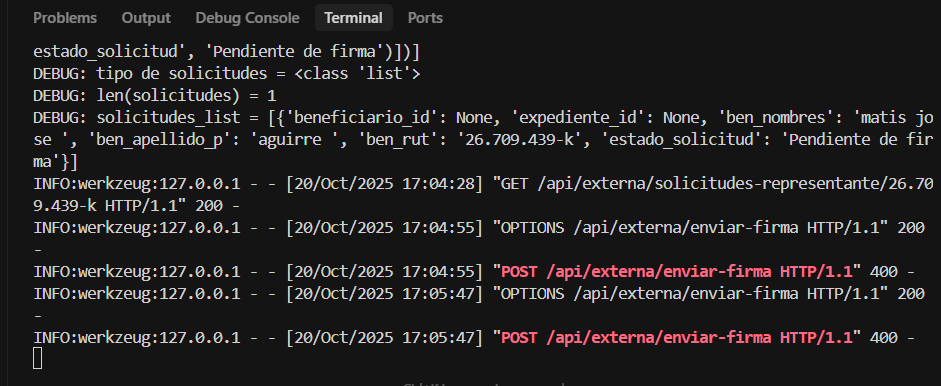 Problems Output Debug Console Terminal Ports
estado_solicitud', 'Pendiente de firma')])]
DEBUG: tipo de solicitudes = <class 'list'>
DEBUG: len(solicitudes) = 1
DEBUG: solicitudes_list = [{'beneficiario_id': None, 'expediente_id': None, 'ben_nombres': 'matis jo
se ', 'ben_apellido_p': 'aguirre ', 'ben_rut': '26.709.439-k', 'estado_solicitud': 'Pendiente de fir
ma'}]
INFO:werkzeug:127.0.0.1 - - [20/Oct/2025 17:04:28] "GET /api/externa/solicitudes-representante/26.70
9.439-k HTTP/1.1" 200 -
INFO:werkzeug:127.0.0.1 - - [20/Oct/2025 17:04:55] "OPTIONS /api/externa/enviar-firma HTTP/1.1" 200
-
INFO:werkzeug:127.0.0.1 - - [20/Oct/2025 17:04:55] "POST /api/externa/enviar-firma HTTP/1.1" 400 -
INFO:werkzeug:127.0.0.1 - - [20/Oct/2025 17:05:47] "OPTIONS /api/externa/enviar-firma HTTP/1.1" 200
-
INFO:werkzeug:127.0.0.1 - - [20/Oct/2025 17:05:47] "POST /api/externa/enviar-firma HTTP/1.1" 400 -